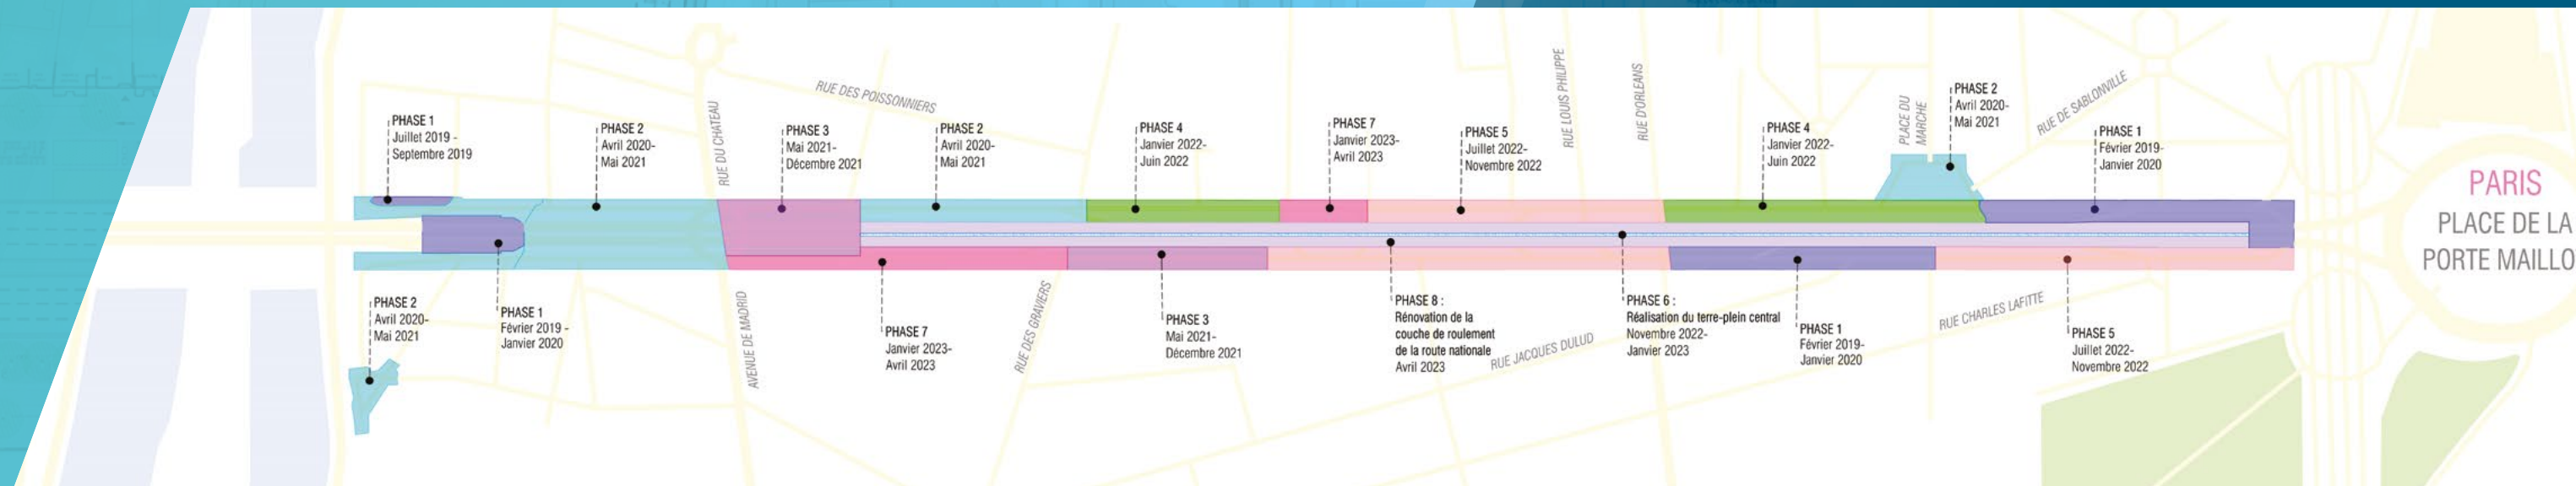 PHASE 1
Juillet 2019 -
Septembre 2019
PHASE 2
Avril 2020-
Mai 2021
RUE DU CHATEAU
PHASE 3
Mai 2021-
Décembre 2021
RUE DES POISSONNIERS
PHASE 2
Avril 2020-
Mai 2021
PHASE 4
Janvier 2022-
Juin 2022
PHASE 7
Janvier 2023-
Avril 2023
PHASE 5
Juillet 2022-
Novembre 2022
RUE LOUIS PHILIPPE
RUE D'ORLEANS
PHASE 4
Janvier 2022-
Juin 2022
PLACE DU
MARCHE
PHASE 2
Avril 2020-
Mai 2021
RUE DE SABLONVILLE
PHASE 1
Février 2019-
Janvier 2020
PARIS
PLACE DE LA
PORTE MAILLO
PHASE 2
Avril 2020-
Mai 2021
PHASE 1
Février 2019 -
Janvier 2020
AVENUE DE MADRID
PHASE 7
Janvier 2023-
Avril 2023
RUE DES GRAVIERS
PHASE 3
Mai 2021-
Décembre 2021
PHASE 8 :
Rénovation de la
couche de roulement
de la route nationale
Avril 2023
RUE JACQUES DULUD
PHASE 6 :
Réalisation du terre-plein central
Novembre 2022-
Janvier 2023
PHASE 1
Février 2019-
Janvier 2020
RUE CHARLES LAFITTE
PHASE 5
Juillet 2022-
Novembre 2022